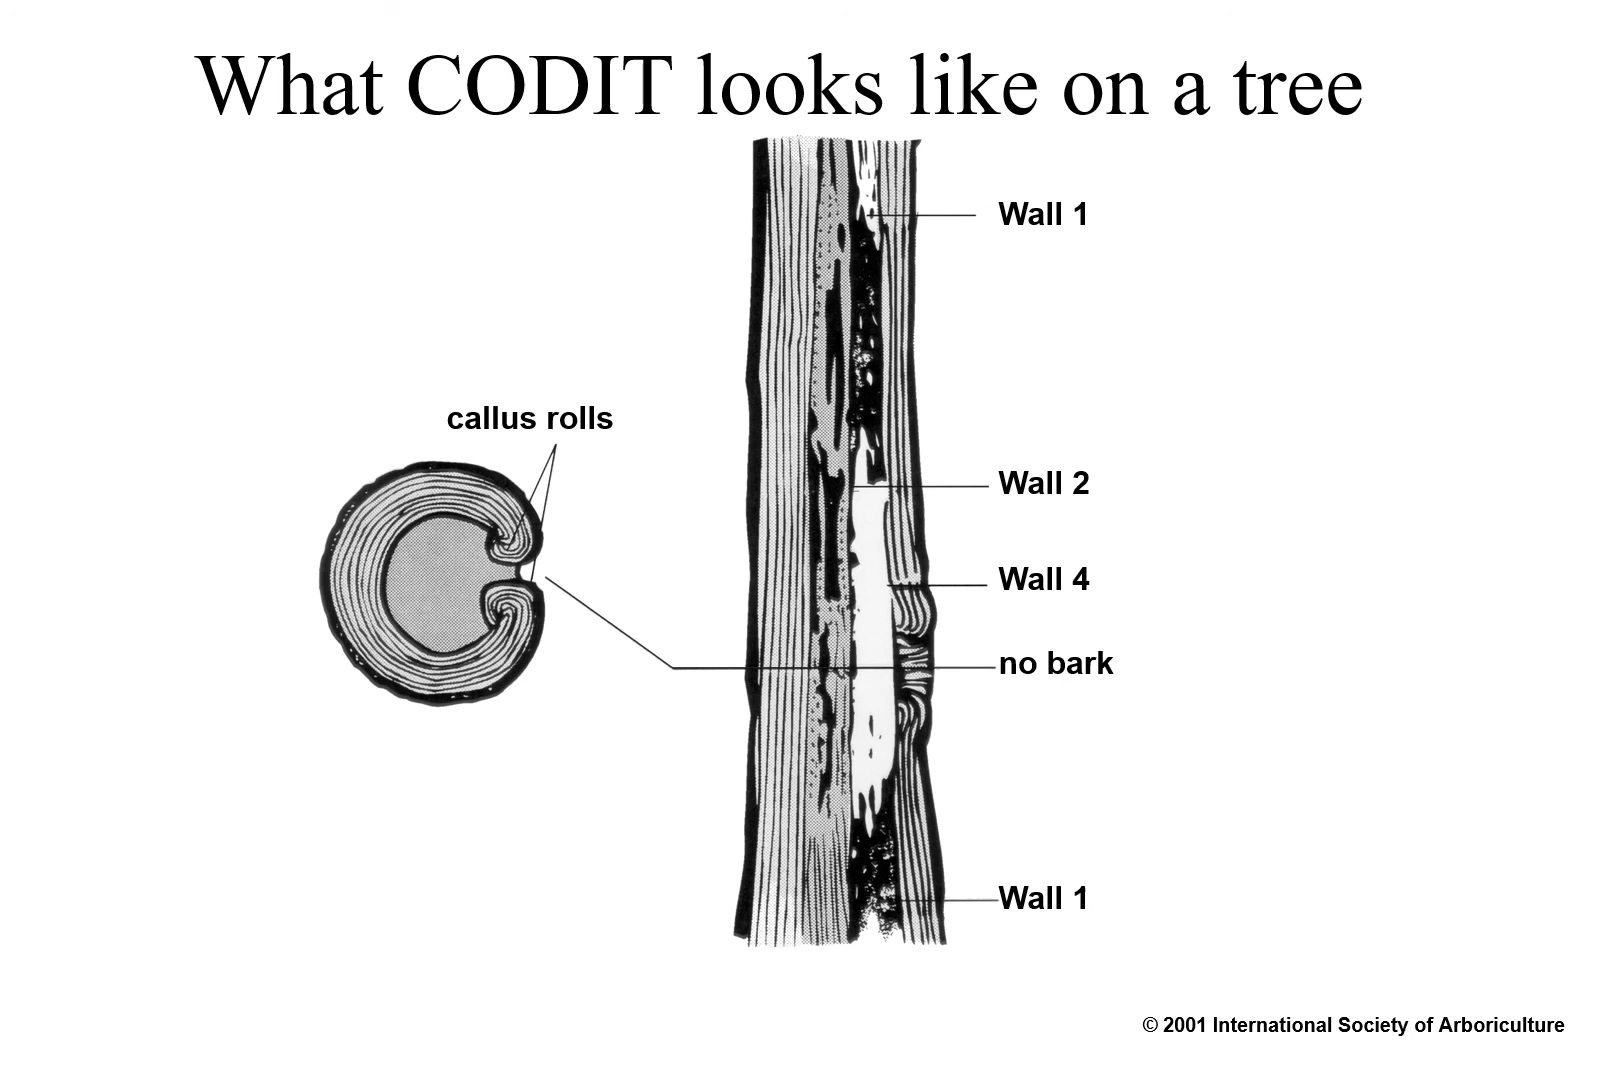 What CODIT looks like on a tree
Wall 1
callus rolls
Wall 2
Wall 4
no bark
Wall 1
© 2001 International Society of Arboriculture